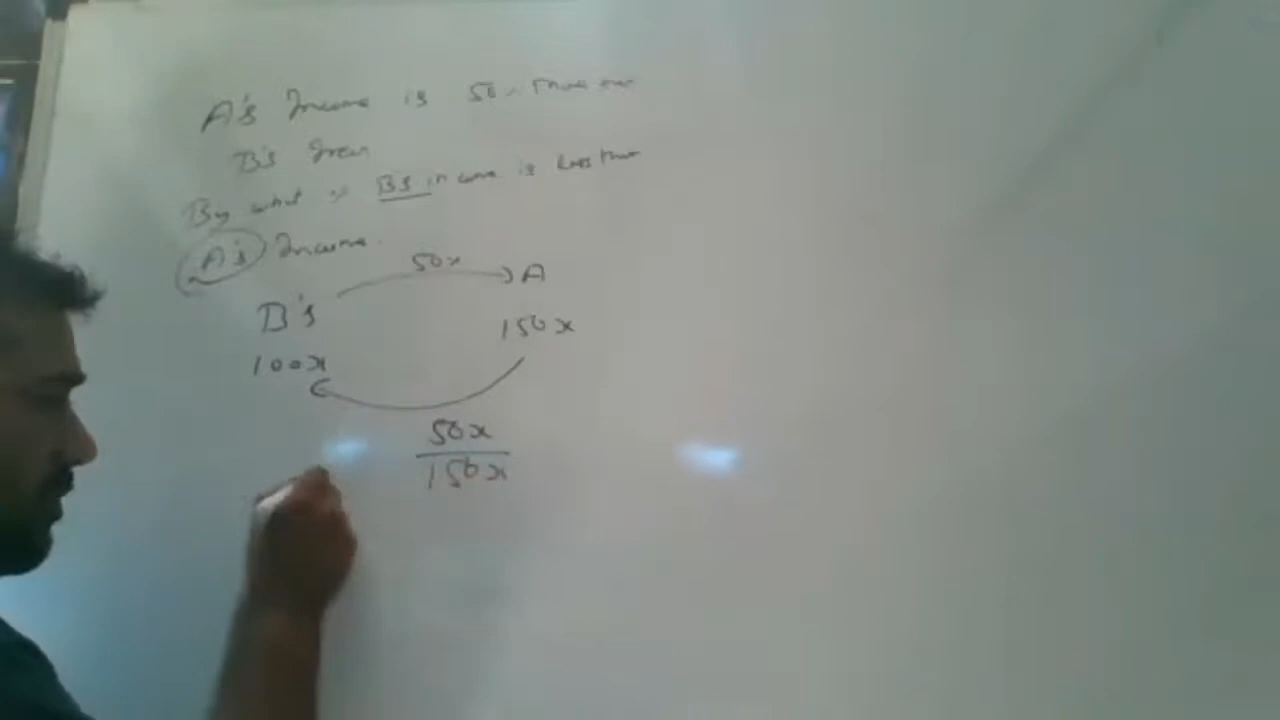 A's Income is 50% more than
B's
By what % B's income is less than
A's Income.
50x
B's A
100x 150x
50x
150x